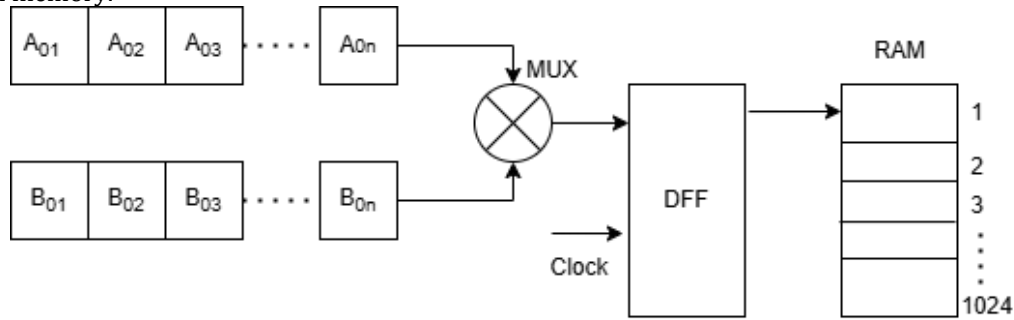 A01 A02 A03 ..... A0n
MUX
RAM
1
2
3
1024
B01 B02 B03 ..... B0n
DFF
Clock